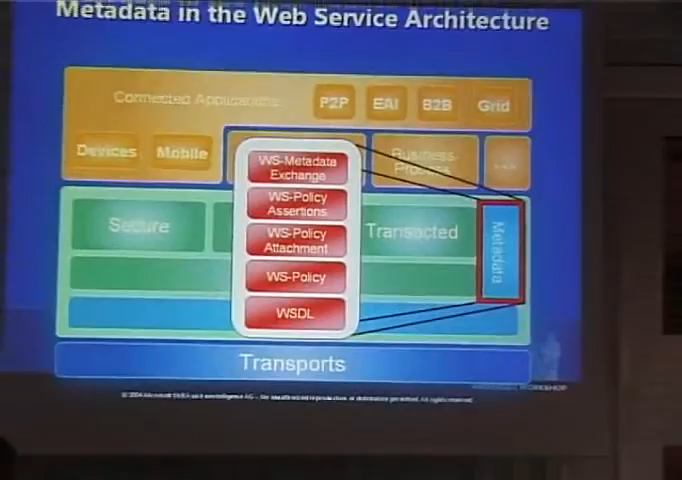 Metadata in the Web Service Architecture
Connected Applications
P2P
EAI
B2B
Grid
Devices
Mobile
Business
Process
...
WS-Metadata
Exchange
WS-Policy
Assertions
WS-Policy
Attachment
WS-Policy
WSDL
Secure
Transacted
Metadata
Transports
WORKSHOP